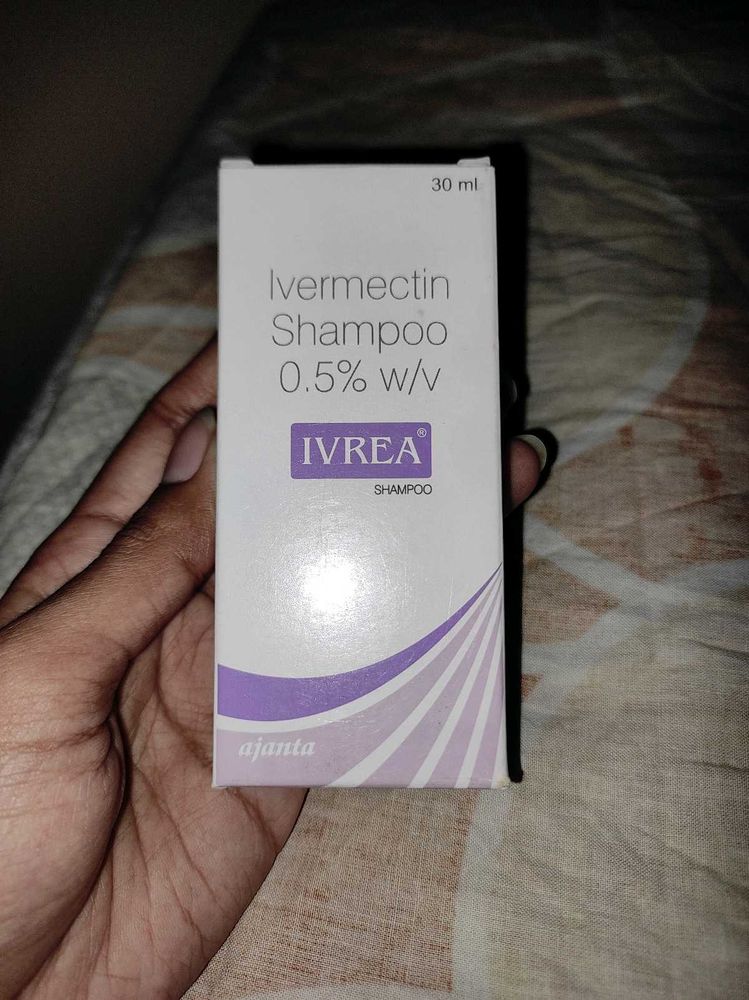 30 ml
Ivermectin
Shampoo
0.5% w/v
IVREA®
SHAMPOO
ajanta